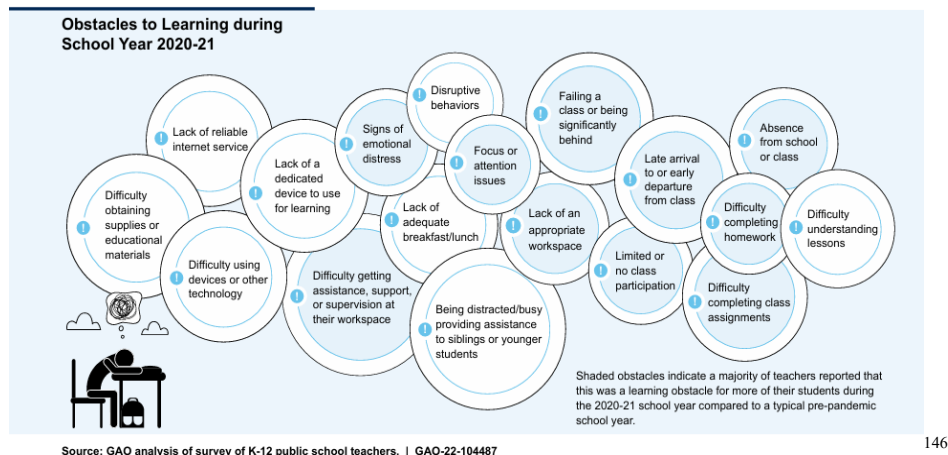 Obstacles to Learning during
School Year 2020-21
Disruptive
behaviors
Failing a
class or being
significantly
behind
Lack of reliable
internet service
Signs of
emotional
distress
Focus or
attention
issues
Absence
from school
or class
Lack of a
dedicated
device to use
for learning
Late arrival
to or early
departure
from class
Difficulty
obtaining
supplies or
educational
materials
Lack of
adequate
breakfast/lunch
Lack of an
appropriate
workspace
Difficulty
completing
homework
Difficulty
understanding
lessons
Difficulty using
devices or other
technology
Difficulty getting
assistance, support,
or supervision at
their workspace
Limited or
no class
participation
Being distracted/busy
providing assistance
to siblings or younger
students
Difficulty
completing class
assignments
Shaded obstacles indicate a majority of teachers reported that
this was a learning obstacle for more of their students during
the 2020-21 school year compared to a typical pre-pandemic
school year.
Source: GAO analysis of survey of K-12 public school teachers. | GAO-22-104487
146